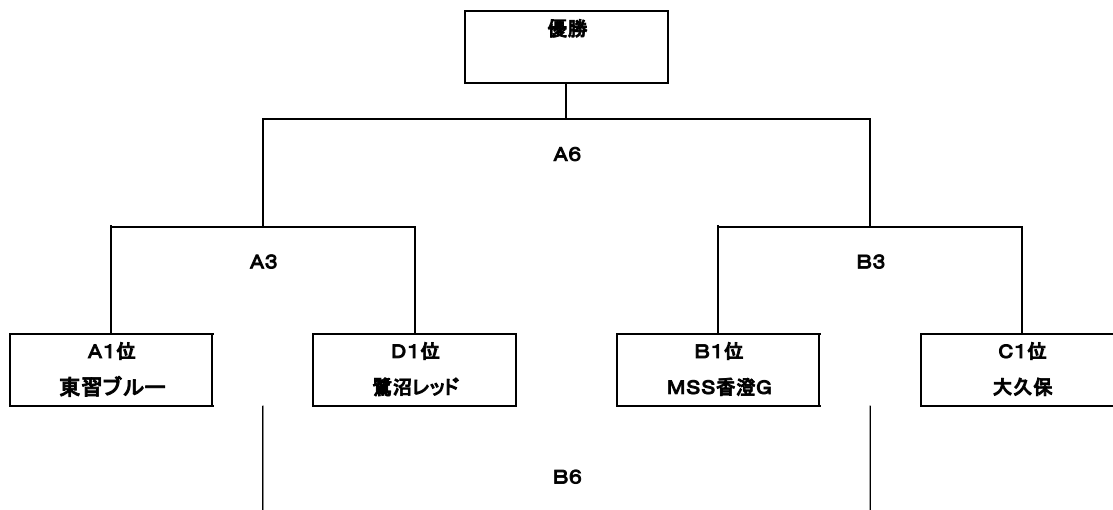 優勝
A6
A3
B3
A1位
東習ブルー
D1位
鷺沼レッド
B1位
MSS香澄G
C1位
大久保
B6